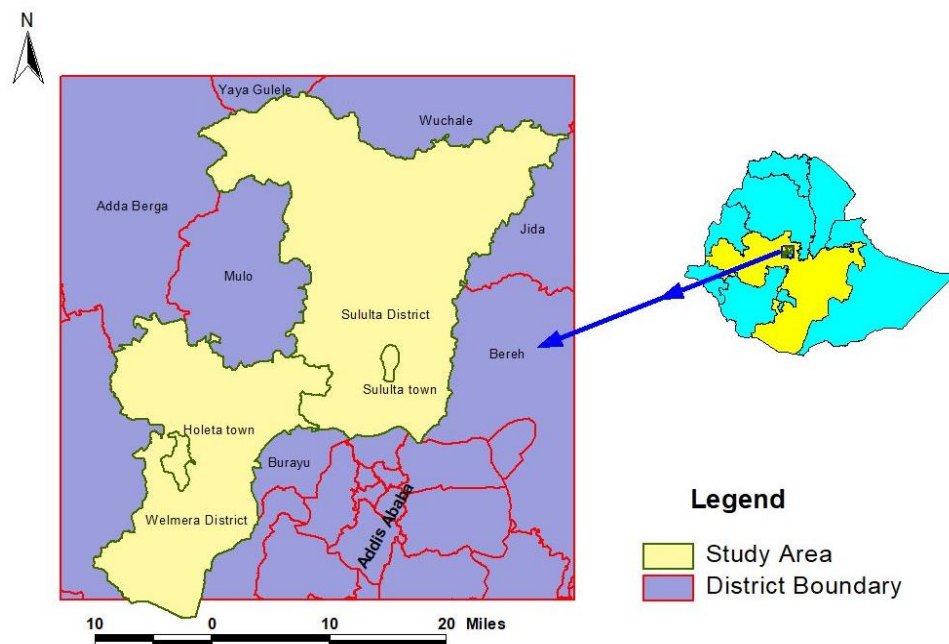 N
Yaya Gulele
Wuchale
Adda Berga
Jida
Mulo
Sululta District
Bereh
Sululta town
Holeta town
Burayu
Welmera District
Addis Ababa
Legend
Study Area
District Boundary
10 0 10 20 Miles